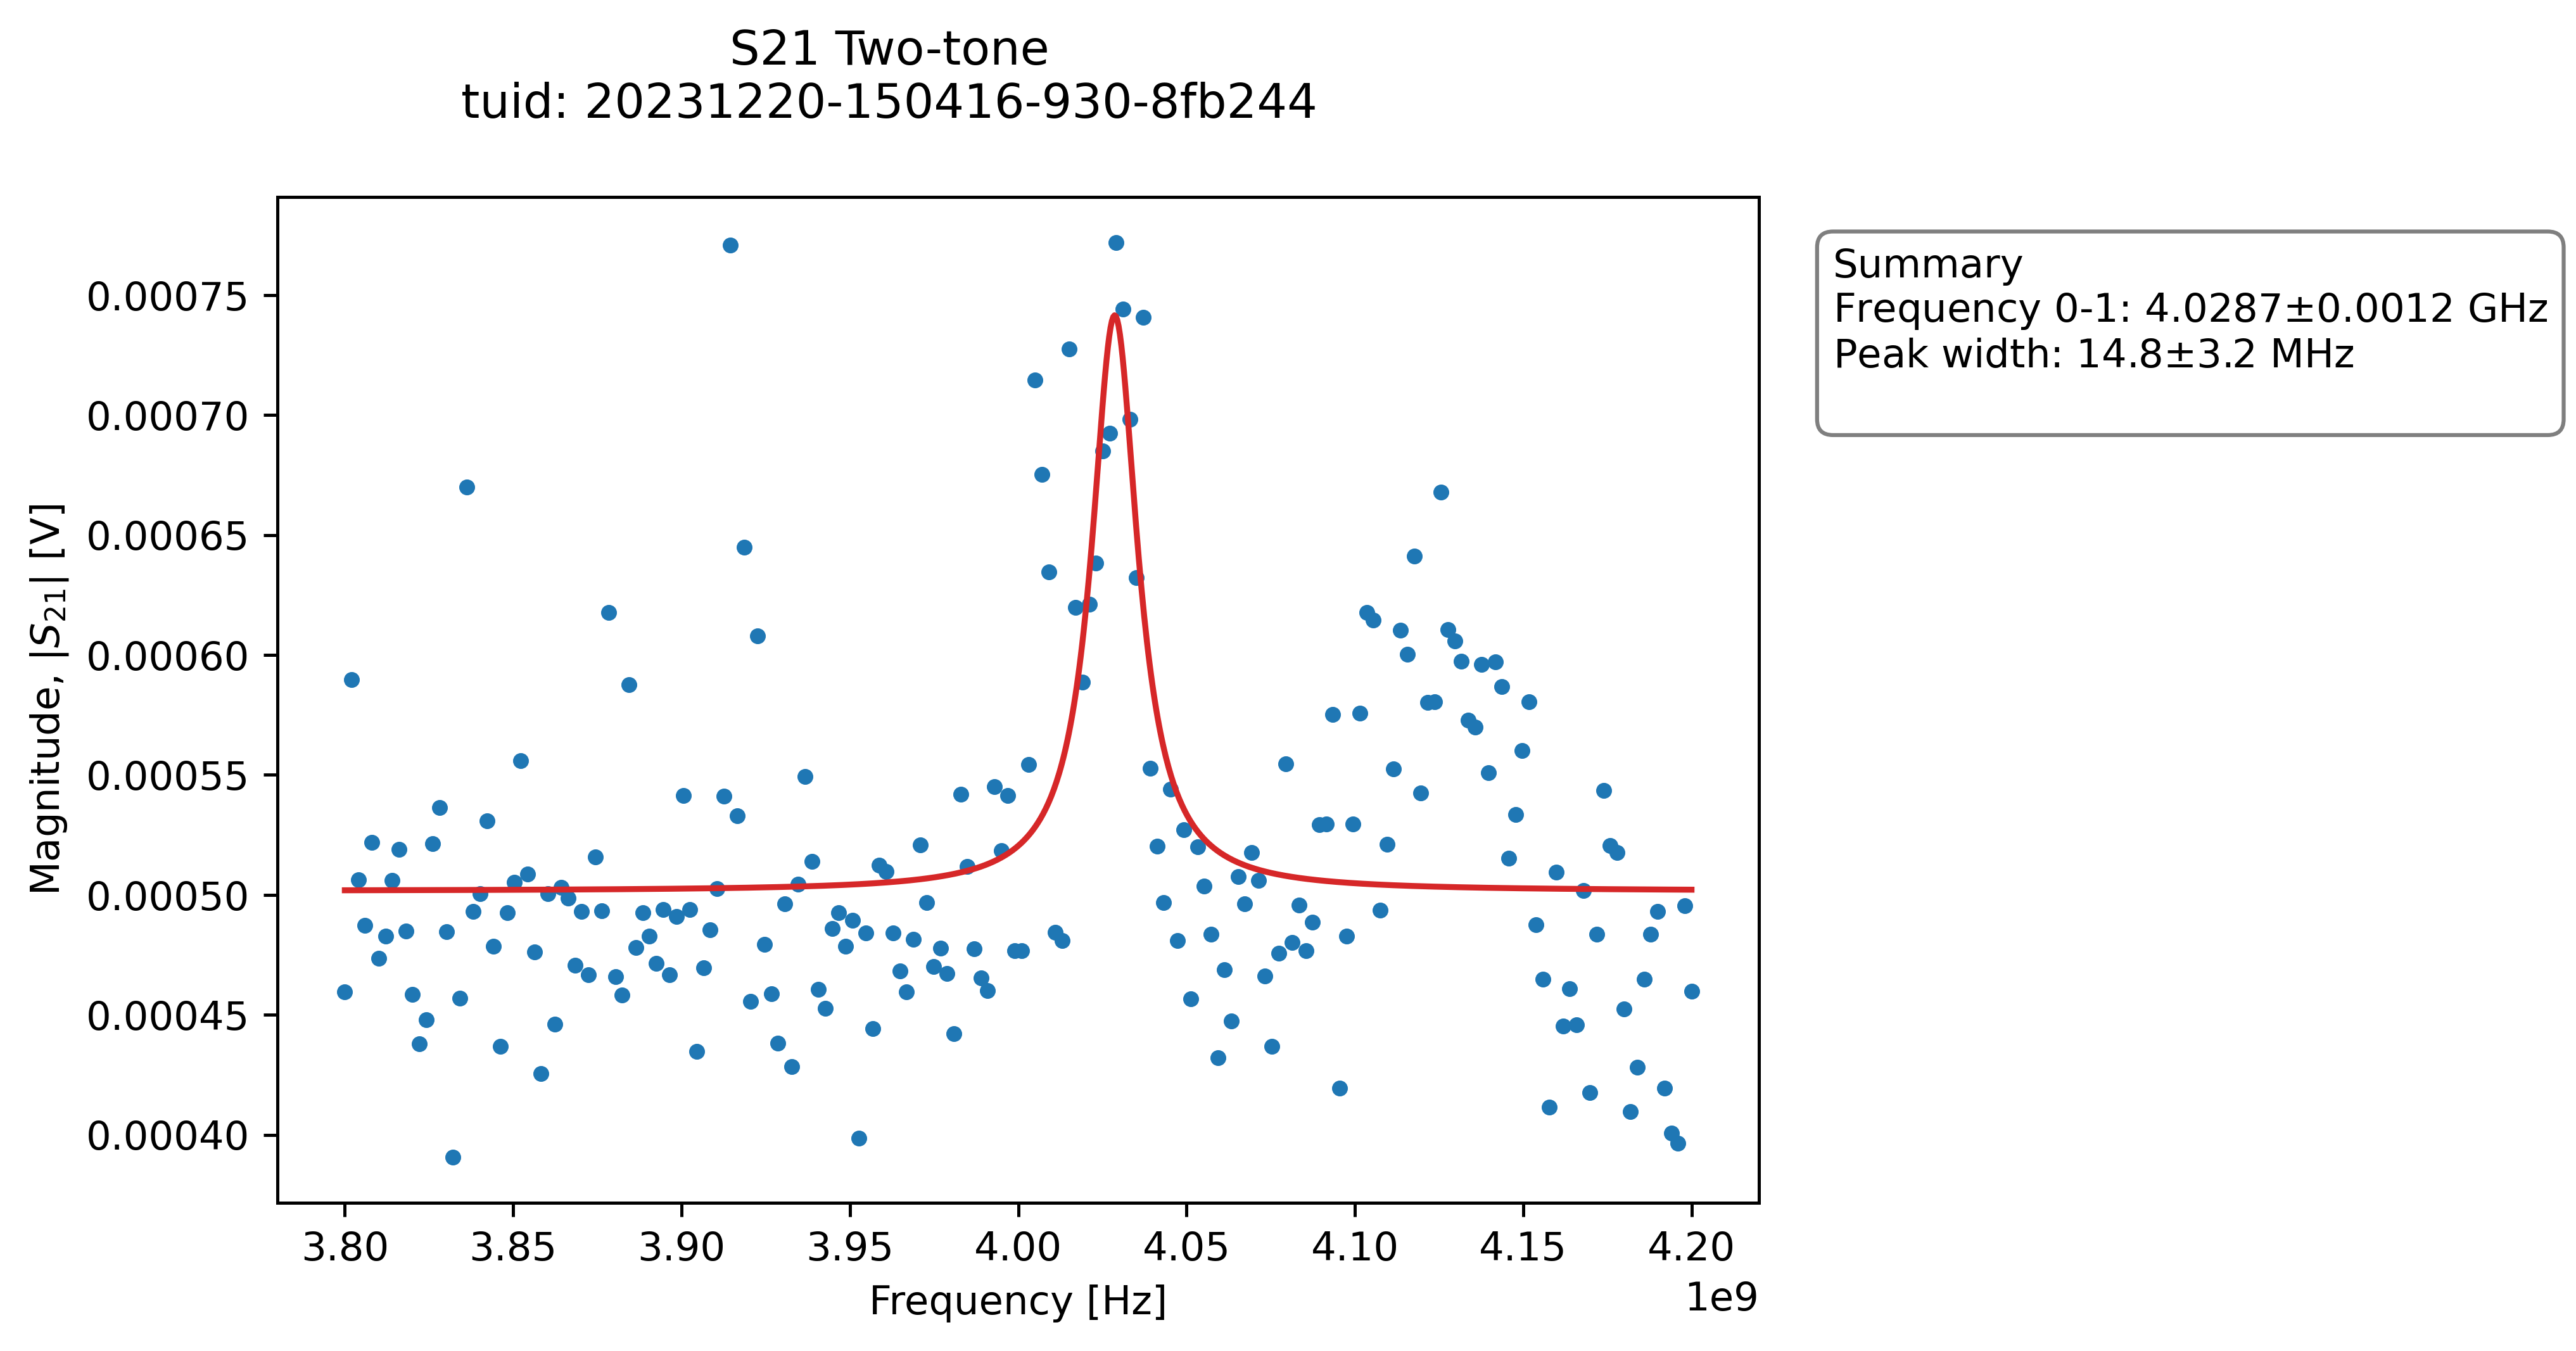 S21 Two-tone
tuid: 20231220-150416-930-8fb244
Summary
Frequency 0-1: 4.0287±0.0012 GHz
Peak width: 14.8±3.2 MHz
Magnitude, |S₂₁| [V]
0.00075
0.00070
0.00065
0.00060
0.00055
0.00050
0.00045
0.00040
3.80 3.85 3.90 3.95 4.00 4.05 4.10 4.15 4.20
Frequency [Hz]
1e9